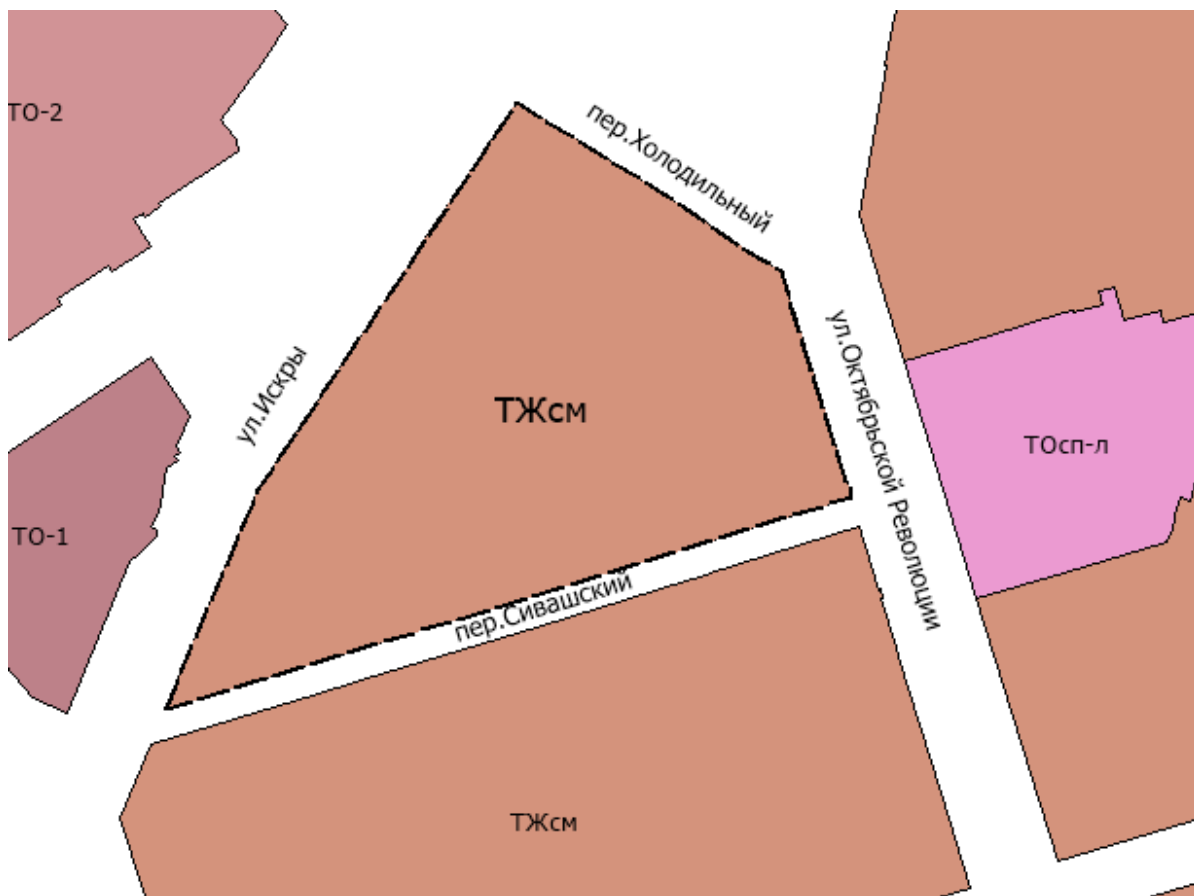 ТО-2
пер.Холодильный
ул.Искры
ул.Октябрьской Революции
ТЖсм
ТОсп-л
ТО-1
пер.Сивашский
ТЖсм